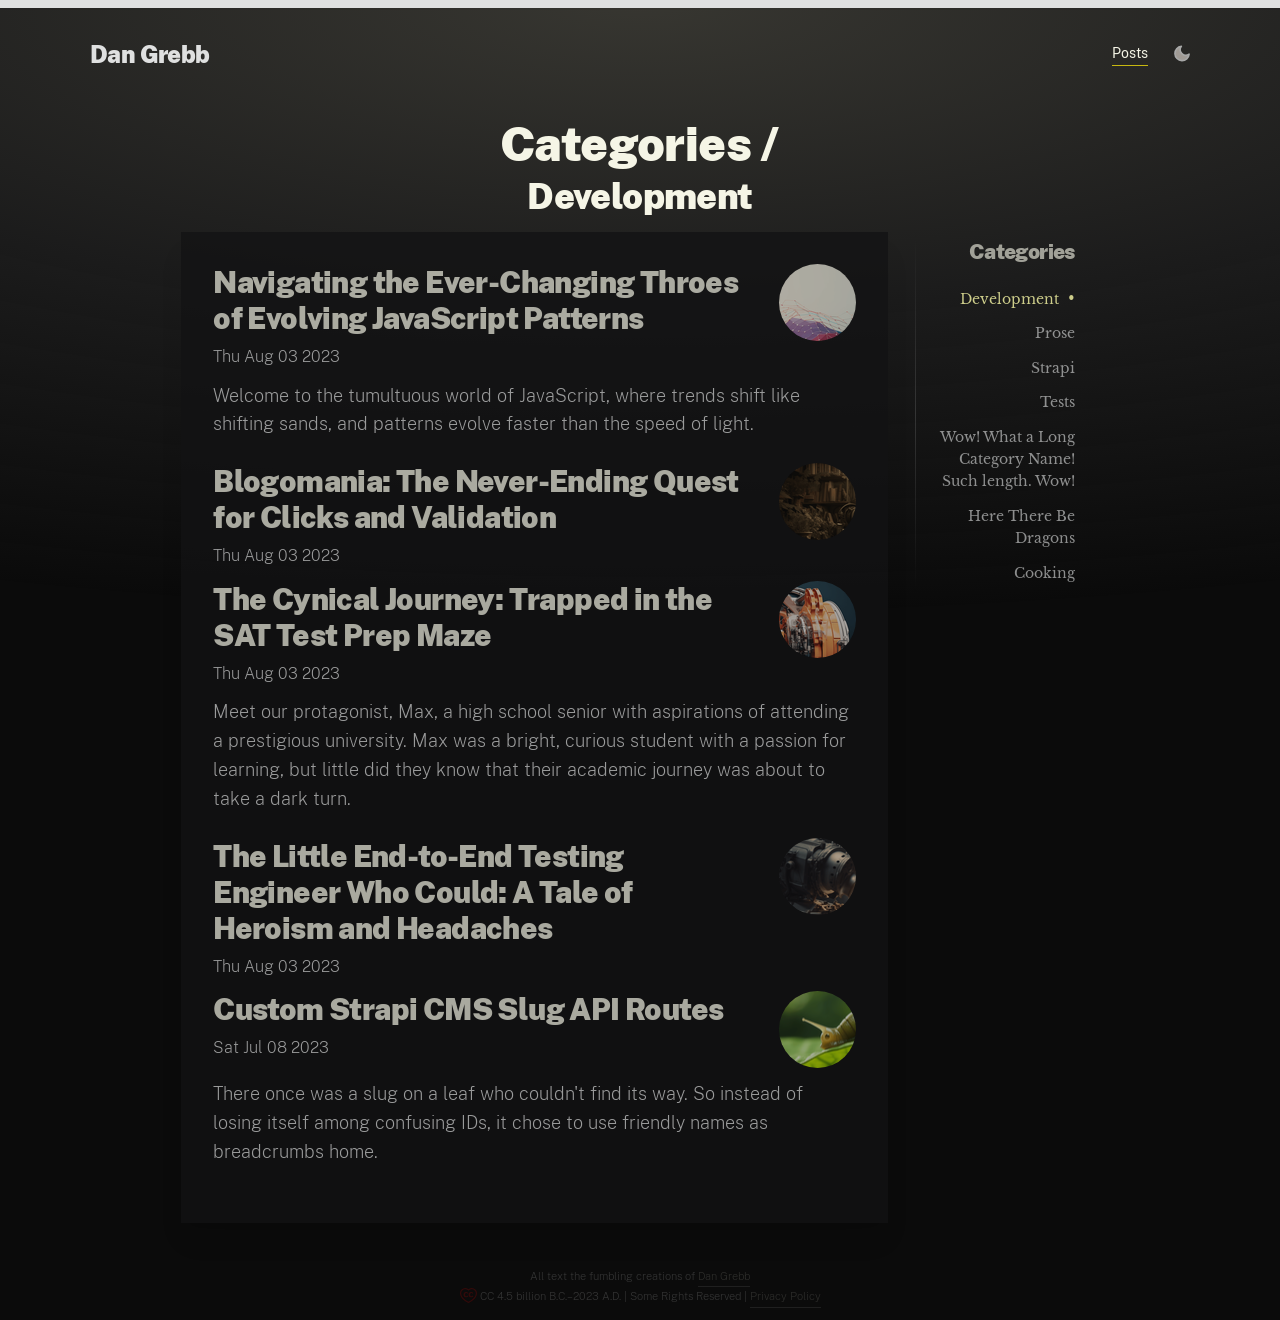 Dan Grebb
Posts
Categories /
Development
Navigating the Ever-Changing Throes
of Evolving JavaScript Patterns
Thu Aug 03 2023
Welcome to the tumultuous world of JavaScript, where trends shift like
shifting sands, and patterns evolve faster than the speed of light.
Blogomania: The Never-Ending Quest
for Clicks and Validation
Thu Aug 03 2023
The Cynical Journey: Trapped in the
SAT Test Prep Maze
Thu Aug 03 2023
Meet our protagonist, Max, a high school senior with aspirations of attending
a prestigious university. Max was a bright, curious student with a passion for
learning, but little did they know that their academic journey was about to
take a dark turn.
The Little End-to-End Testing
Engineer Who Could: A Tale of
Heroism and Headaches
Thu Aug 03 2023
Custom Strapi CMS Slug API Routes
Sat Jul 08 2023
There once was a slug on a leaf who couldn't find its way. So instead of
losing itself among confusing IDs, it chose to use friendly names as
breadcrumbs home.
Categories
Development •
Prose
Strapi
Tests
Wow! What a Long
Category Name!
Such length. Wow!
Here There Be
Dragons
Cooking
All text the fumbling creations of Dan Grebb
CC 4.5 billion B.C.–2023 A.D. | Some Rights Reserved | Privacy Policy